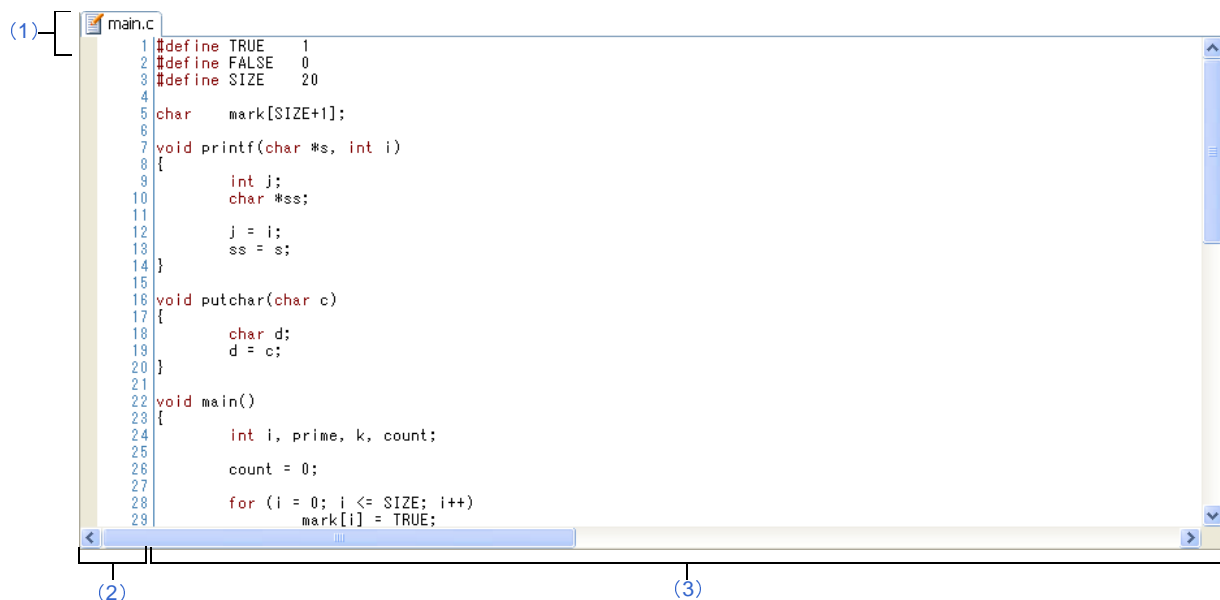 (1)
main.c
1 #define TRUE    1
2 #define FALSE   0
3 #define SIZE    20
4
5 char    mark[SIZE+1];
6
7 void printf(char *s, int i)
8 {
9         int j;
10         char *ss;
11
12         j = i;
13         ss = s;
14 }
15
16 void putchar(char c)
17 {
18         char d;
19         d = c;
20 }
21
22 void main()
23 {
24         int i, prime, k, count;
25
26         count = 0;
27
28         for (i = 0; i <= SIZE; i++)
29                 mark[i] = TRUE;
(2)
(3)